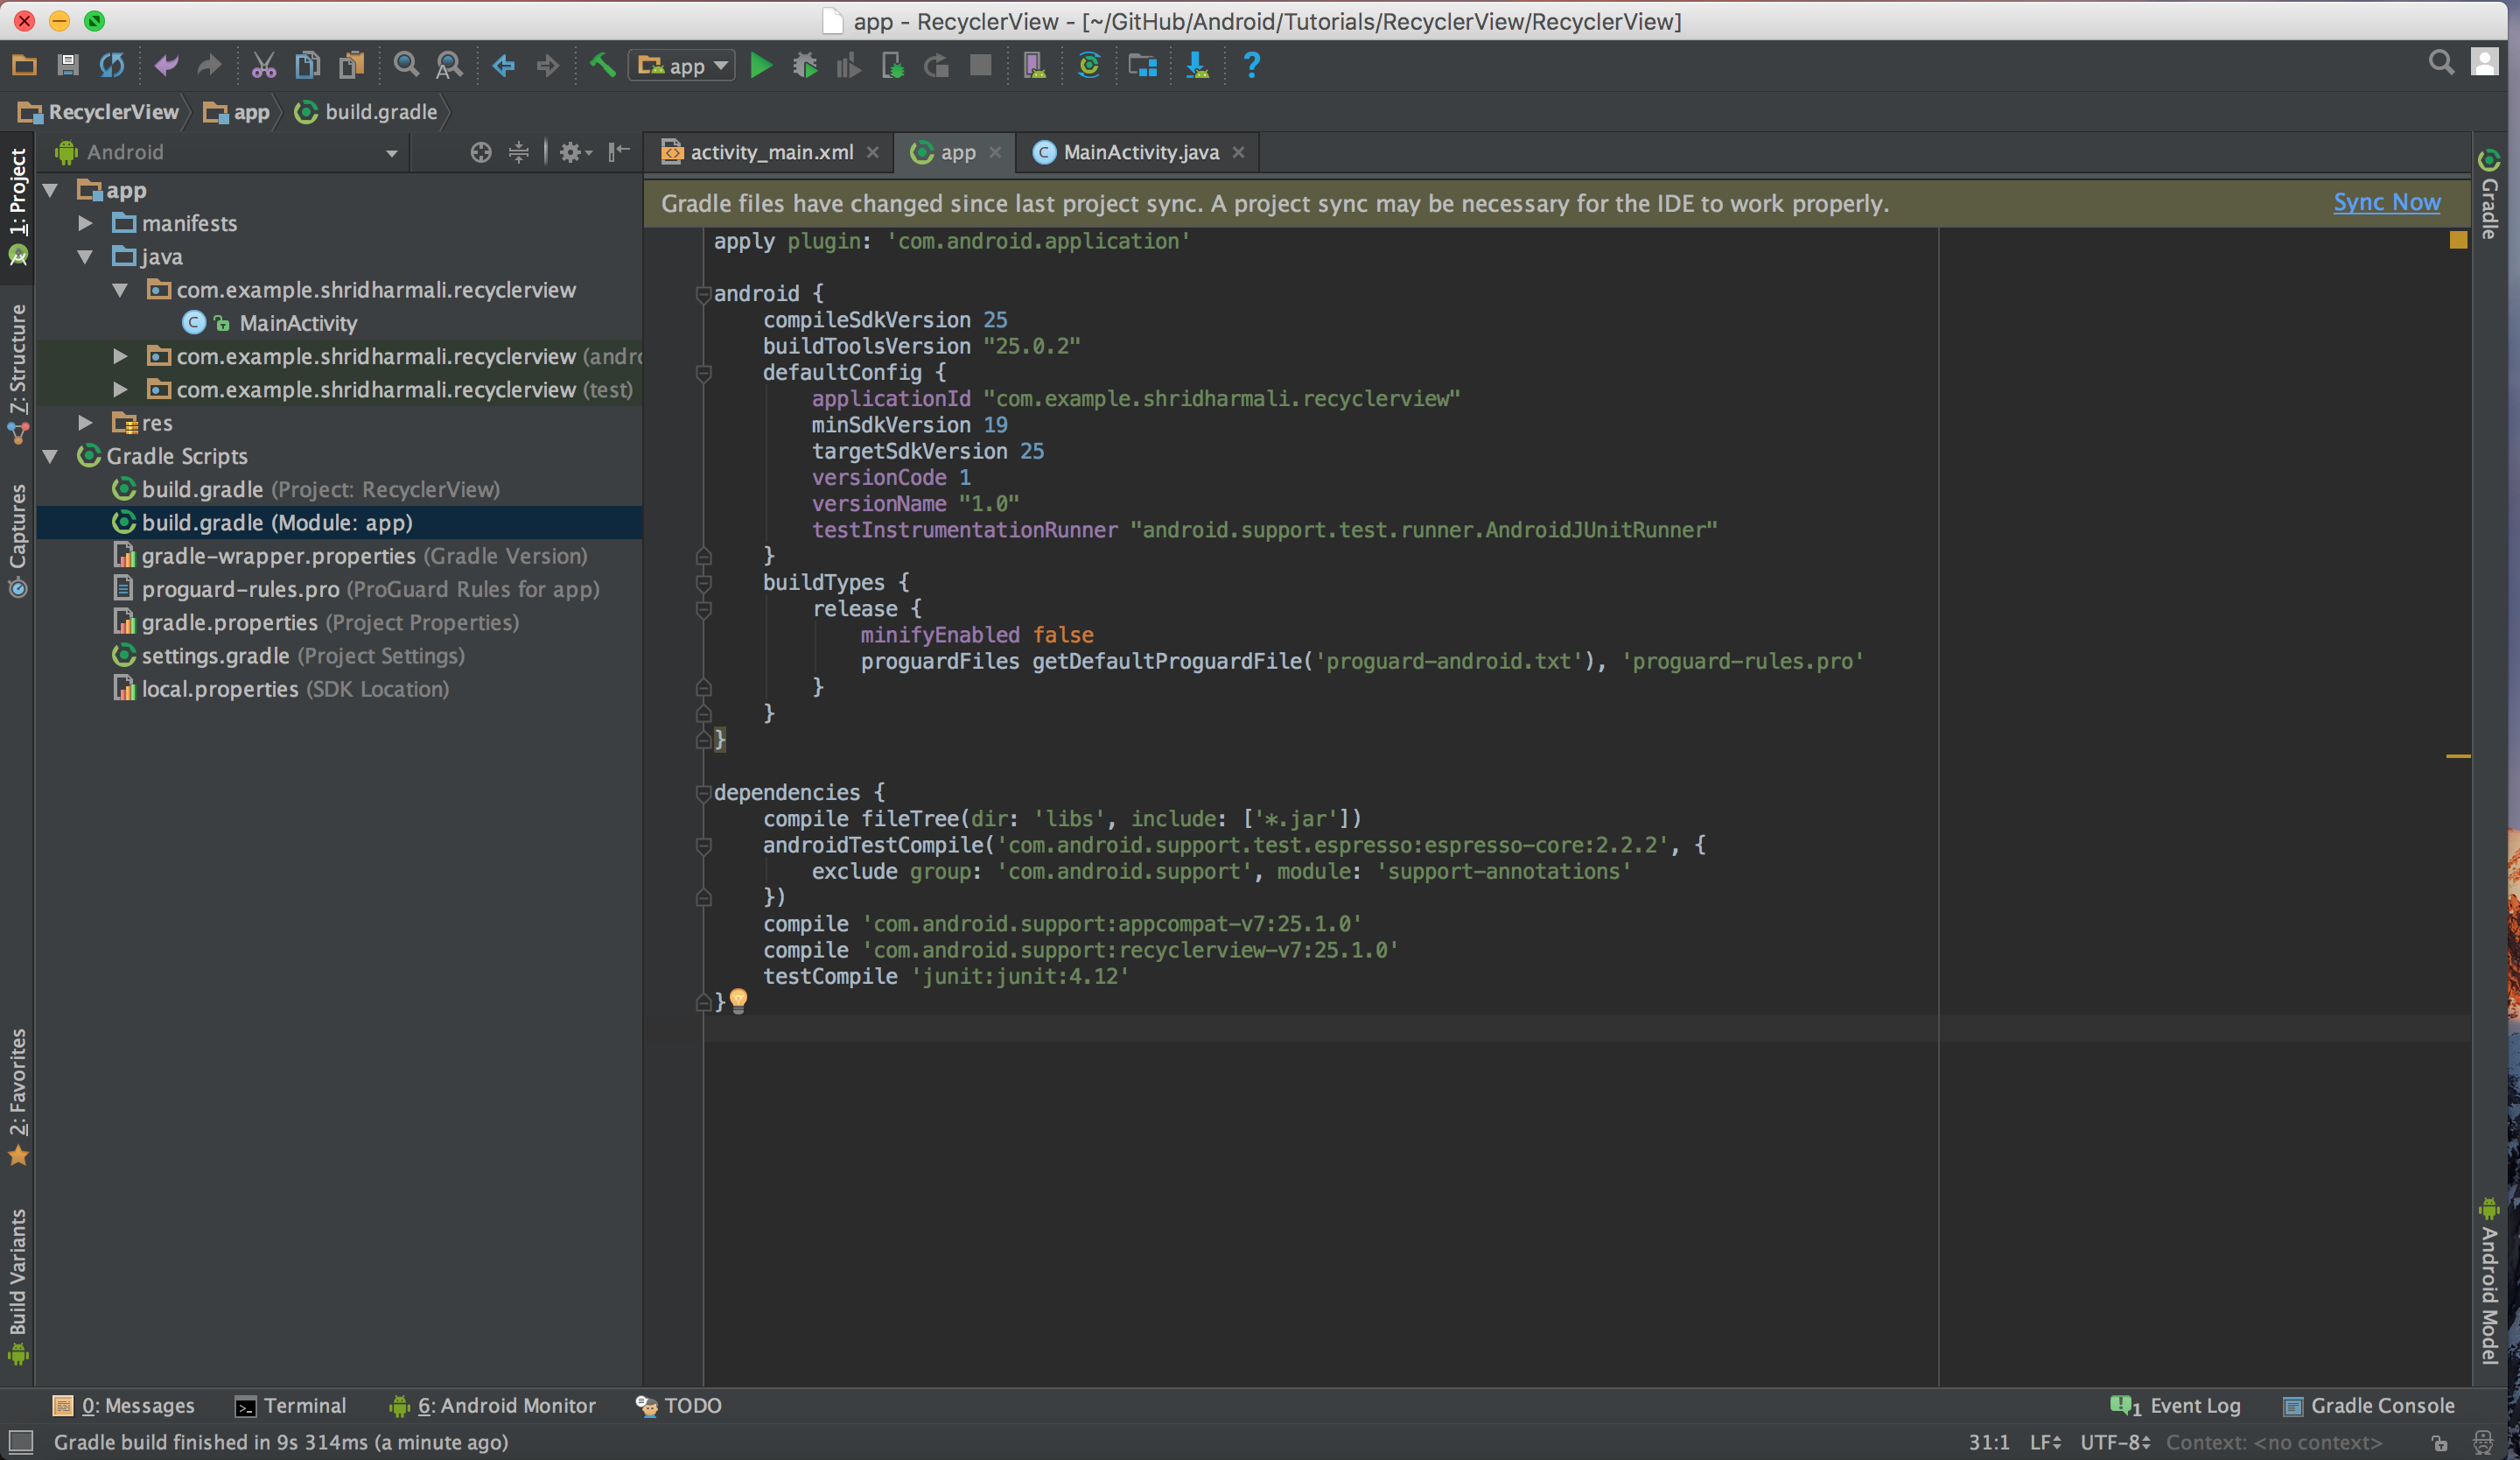 app - RecyclerView - [~/GitHub/Android/Tutorials/RecyclerView/RecyclerView]
app
RecyclerView
app
build.gradle
Android
activity_main.xml
app
MainActivity.java
Gradle files have changed since last project sync. A project sync may be necessary for the IDE to work properly.
Sync Now
1: Project
Z: Structure
Captures
2: Favorites
Build Variants
app
manifests
java
com.example.shridharmali.recyclerview
MainActivity
com.example.shridharmali.recyclerview (andro
com.example.shridharmali.recyclerview (test)
res
Gradle Scripts
build.gradle (Project: RecyclerView)
build.gradle (Module: app)
gradle-wrapper.properties (Gradle Version)
proguard-rules.pro (ProGuard Rules for app)
gradle.properties (Project Properties)
settings.gradle (Project Settings)
local.properties (SDK Location)
apply plugin: 'com.android.application'
android {
compileSdkVersion 25
buildToolsVersion "25.0.2"
defaultConfig {
applicationId "com.example.shridharmali.recyclerview"
minSdkVersion 19
targetSdkVersion 25
versionCode 1
versionName "1.0"
testInstrumentationRunner "android.support.test.runner.AndroidJUnitRunner"
}
buildTypes {
release {
minifyEnabled false
proguardFiles getDefaultProguardFile('proguard-android.txt'), 'proguard-rules.pro'
}
}
}
dependencies {
compile fileTree(dir: 'libs', include: ['*.jar'])
androidTestCompile('com.android.support.test.espresso:espresso-core:2.2.2', {
exclude group: 'com.android.support', module: 'support-annotations'
})
compile 'com.android.support:appcompat-v7:25.1.0'
compile 'com.android.support:recyclerview-v7:25.1.0'
testCompile 'junit:junit:4.12'
}
Gradle
Android Model
0: Messages
Terminal
6: Android Monitor
TODO
1 Event Log
Gradle Console
Gradle build finished in 9s 314ms (a minute ago)
31:1
LF
UTF-8
Context: <no context>